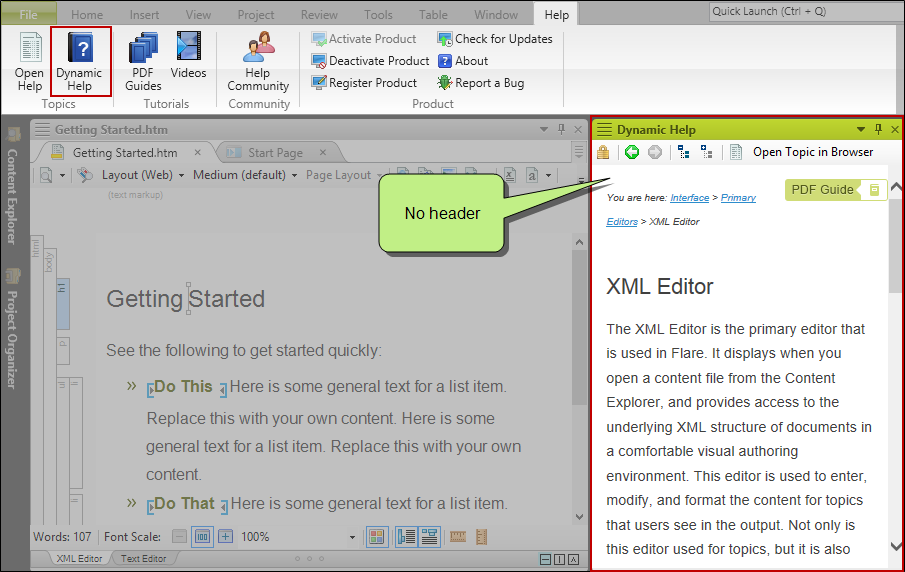 File Home Insert View Project Review Tools Table Window Help Quick Launch (Ctrl + Q)
Activate Product Check for Updates
Open Dynamic PDF Videos Help Deactivate Product ? About
Help Help Guides Community Register Product Report a Bug
Topics Tutorials Community Product
Getting Started.htm
Getting Started.htm × Start Page ×
Layout (Web) Medium (default) Page Layout
(text markup)
Content Explorer
Project Organizer
html
body
h1
p
ul
li
Getting Started
See the following to get started quickly:
» Do This Here is some general text for a list item.
Replace this with your own content. Here is some
general text for a list item. Replace this with your own
content.
» Do That Here is some general text for a list item.
Words: 107 Font Scale: 100 100%
XML Editor Text Editor
No header
Dynamic Help
Open Topic in Browser
You are here: Interface > Primary
Editors > XML Editor
PDF Guide
XML Editor
The XML Editor is the primary editor that
is used in Flare. It displays when you
open a content file from the Content
Explorer, and provides access to the
underlying XML structure of documents in
a comfortable visual authoring
environment. This editor is used to enter,
modify, and format the content for topics
that users see in the output. Not only is
this editor used for topics, but it is also